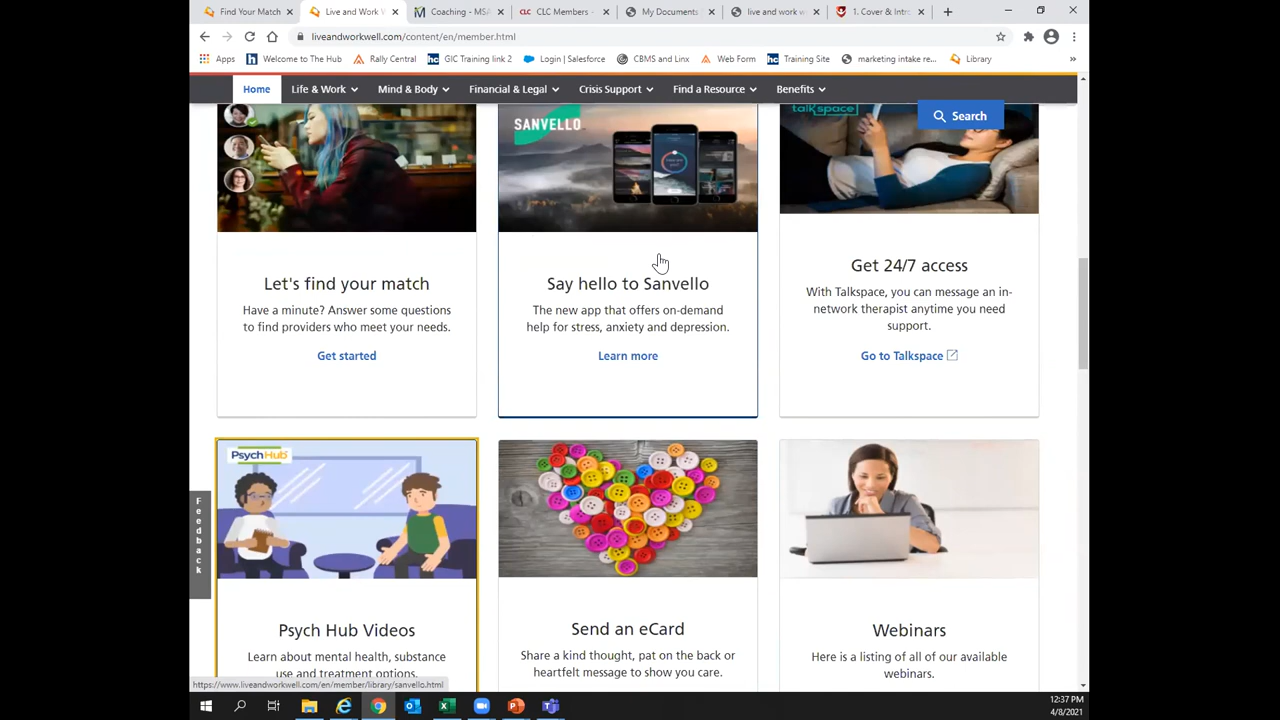 Find Your Match
Live and Work W
Coaching - MSA
CLC Members -
My Documents
live and work w
1. Cover & Intro
liveandworkwell.com/content/en/member.html
Apps
Welcome to The Hub
Rally Central
GIC Training link 2
Login | Salesforce
CBMS and Linx
Web Form
Training Site
marketing intake re...
Library
»
Home
Life & Work
Mind & Body
Financial & Legal
Crisis Support
Find a Resource
Benefits
Search
SANVELLO
talkspace
Let's find your match
Have a minute? Answer some questions
to find providers who meet your needs.
Get started
Say hello to Sanvello
The new app that offers on-demand
help for stress, anxiety and depression.
Learn more
Get 24/7 access
With Talkspace, you can message an in-
network therapist anytime you need
support.
Go to Talkspace
Feedback
PsychHub
Psych Hub Videos
Learn about mental health, substance
use and treatment options.
Send an eCard
Share a kind thought, pat on the back or
heartfelt message to show you care.
Webinars
Here is a listing of all of our available
webinars.
https://www.liveandworkwell.com/en/member/library/sanvello.html
12:37 PM
4/8/2021